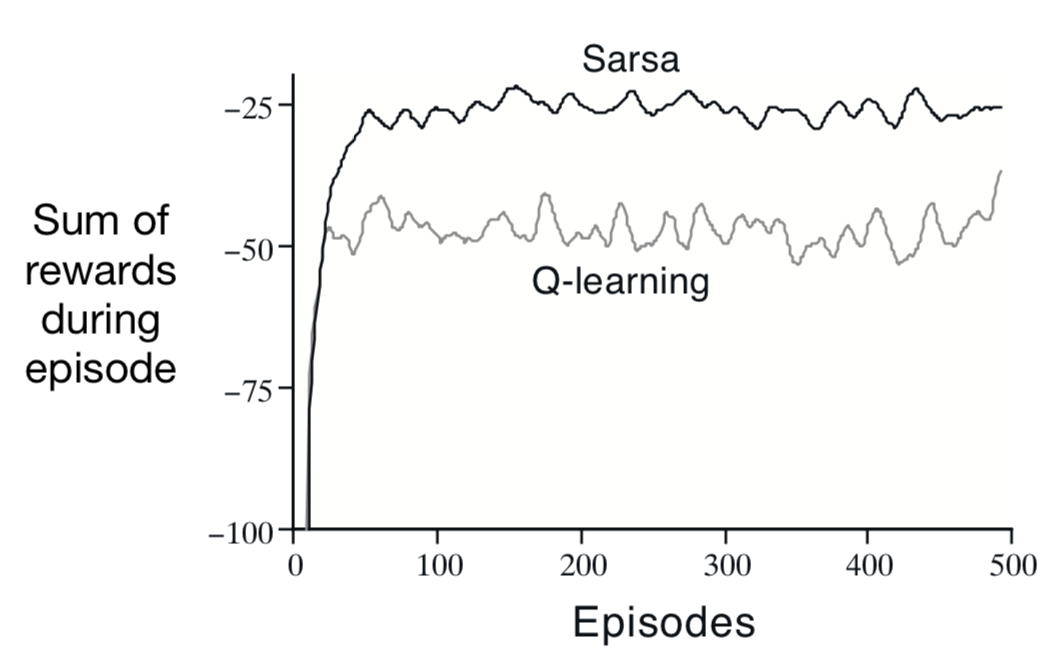 Sarsa
−25
Sum of
rewards
during
episode
−50
Q-learning
−75
−100
0 100 200 300 400 500
Episodes